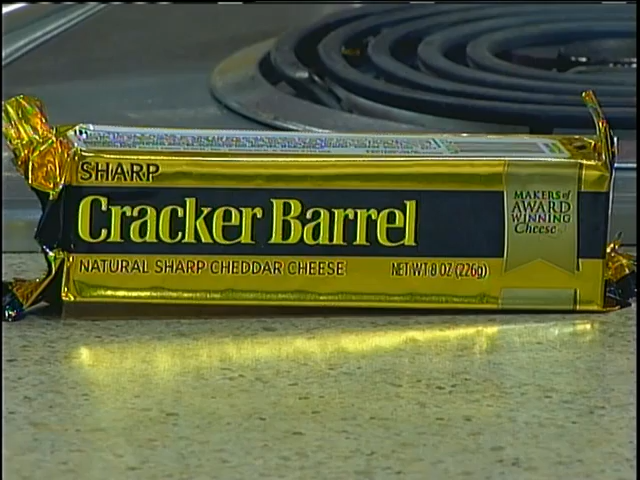 SHARP
Cracker Barrel
NATURAL SHARP CHEDDAR CHEESE NET WT 8 OZ (226g)
MAKERS of
AWARD
WINNING
Cheese